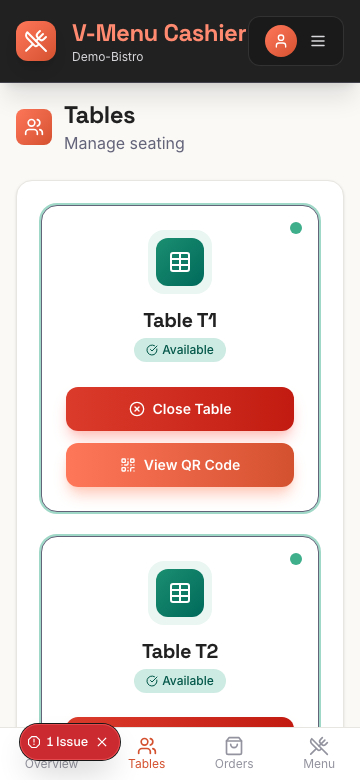 V-Menu Cashier
Demo-Bistro
Tables
Manage seating
Table T1
Available
Close Table
View QR Code
Table T2
Available
1 Issue
Overview
Tables
Orders
Menu